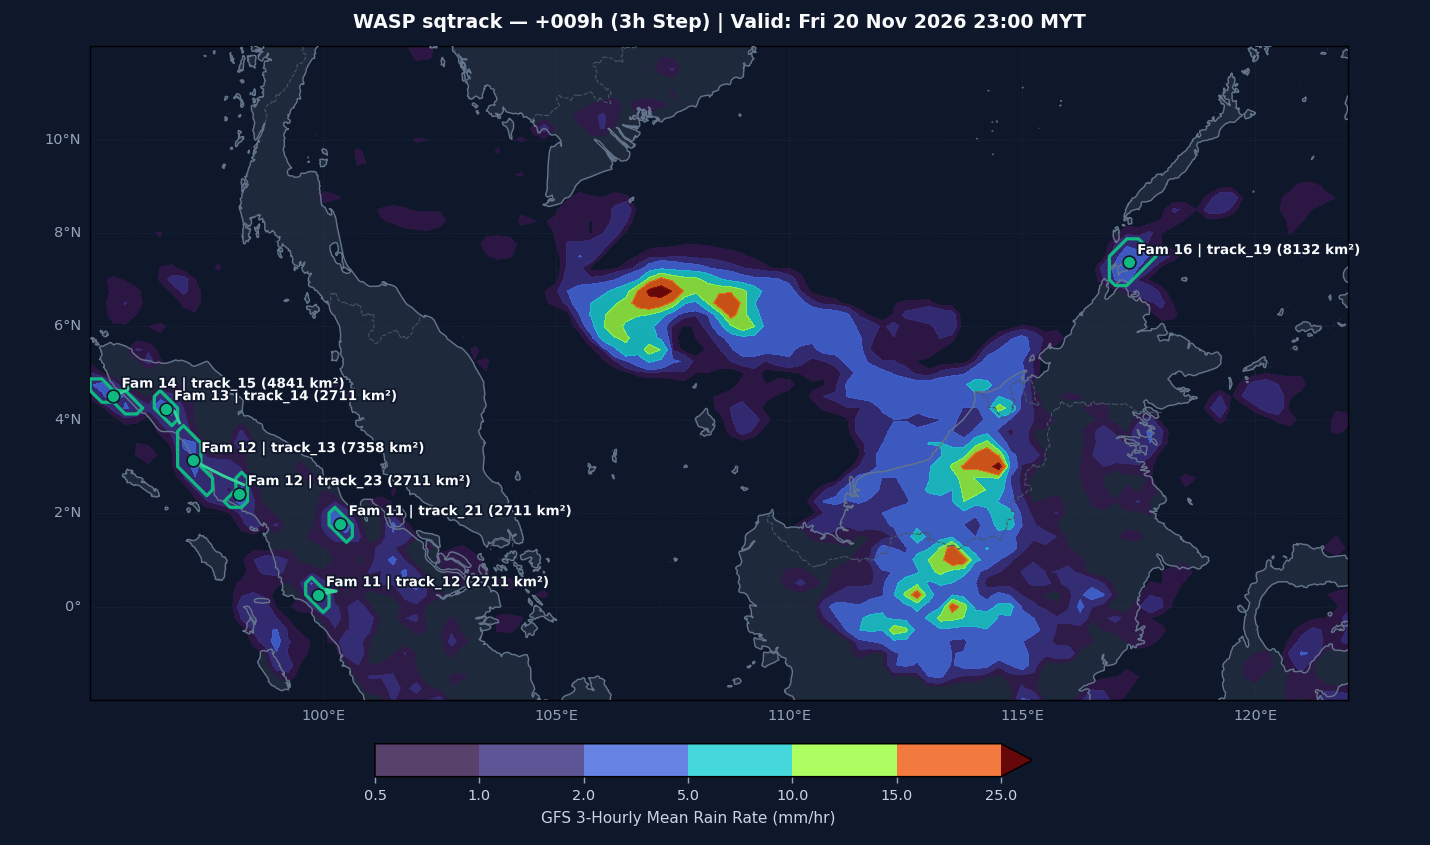 WASP sqtrack — +009h (3h Step) | Valid: Fri 20 Nov 2026 23:00 MYT
10°N
8°N
Fam 16 | track_19 (8132 km²)
6°N
Fam 14 | track_15 (4841 km²)
Fam 13 | track_14 (2711 km²)
4°N
Fam 12 | track_13 (7358 km²)
Fam 12 | track_23 (2711 km²)
2°N
Fam 11 | track_21 (2711 km²)
Fam 11 | track_12 (2711 km²)
0°
100°E 105°E 110°E 115°E 120°E
0.5 1.0 2.0 5.0 10.0 15.0 25.0
GFS 3-Hourly Mean Rain Rate (mm/hr)